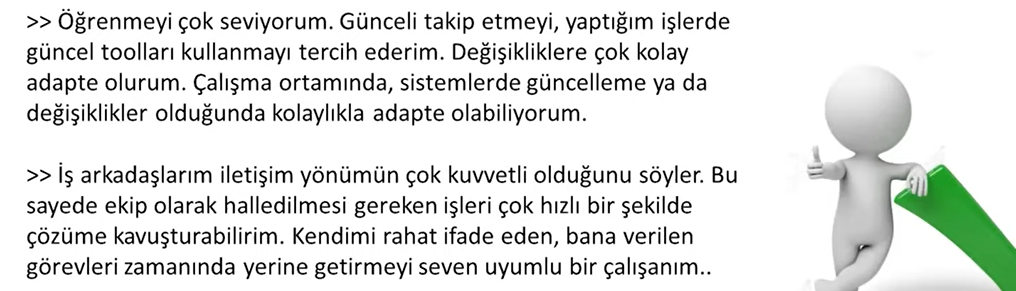 >> Öğrenmeyi çok seviyorum. Günceli takip etmeyi, yaptığım işlerde
güncel toolları kullanmayı tercih ederim. Değişikliklere çok kolay
adapte olurum. Çalışma ortamında, sistemlerde güncelleme ya da
değişiklikler olduğunda kolaylıkla adapte olabiliyorum.
>> İş arkadaşlarım iletişim yönümün çok kuvvetli olduğunu söyler. Bu
sayede ekip olarak halledilmesi gereken işleri çok hızlı bir şekilde
çözüme kavuşturabilirim. Kendimi rahat ifade eden, bana verilen
görevleri zamanında yerine getirmeyi seven uyumlu bir çalışanım..